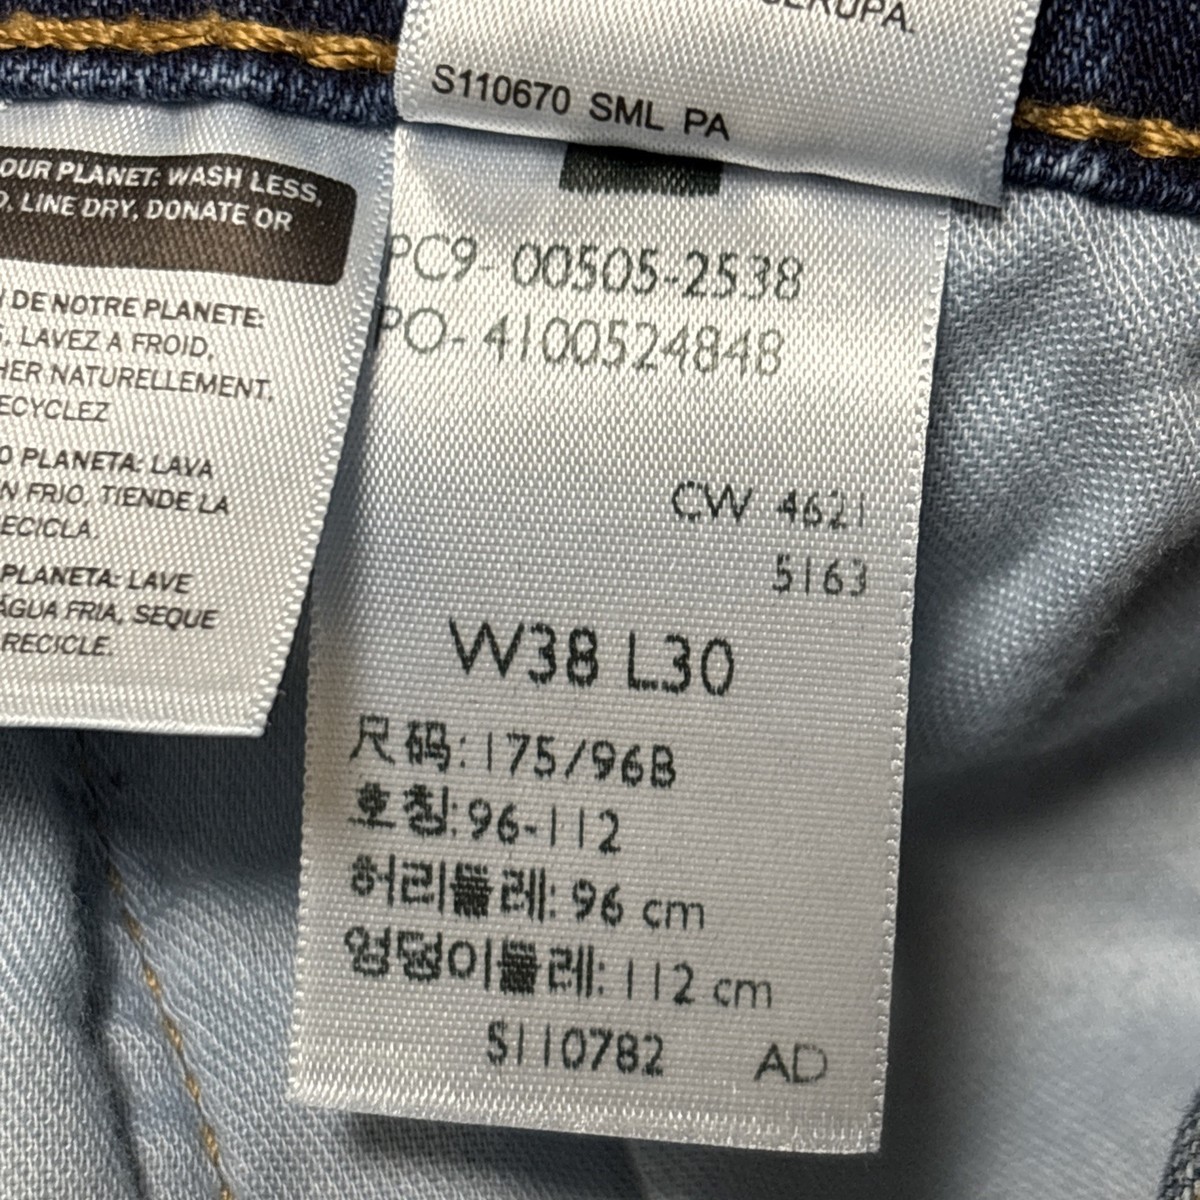 S110670 SML PA
OUR PLANET: WASH LESS,
LINE DRY, DONATE OR
DE NOTRE PLANETE:
LAVEZ A FROID,
NATURELLEMENT.
PLANETA: LAVA
FRIO, TIENDE LA
PLANETA: LAVE
ÁGUA FRIA, SEQUE
RECICLE.
PC9- 00505-2538
PO- 4100524848
CW 4621
5163
W38 L30
尺码: 175/96B
호칭: 96-112
허리둘레: 96 cm
엉덩이둘레: 112 cm
S110782 AD